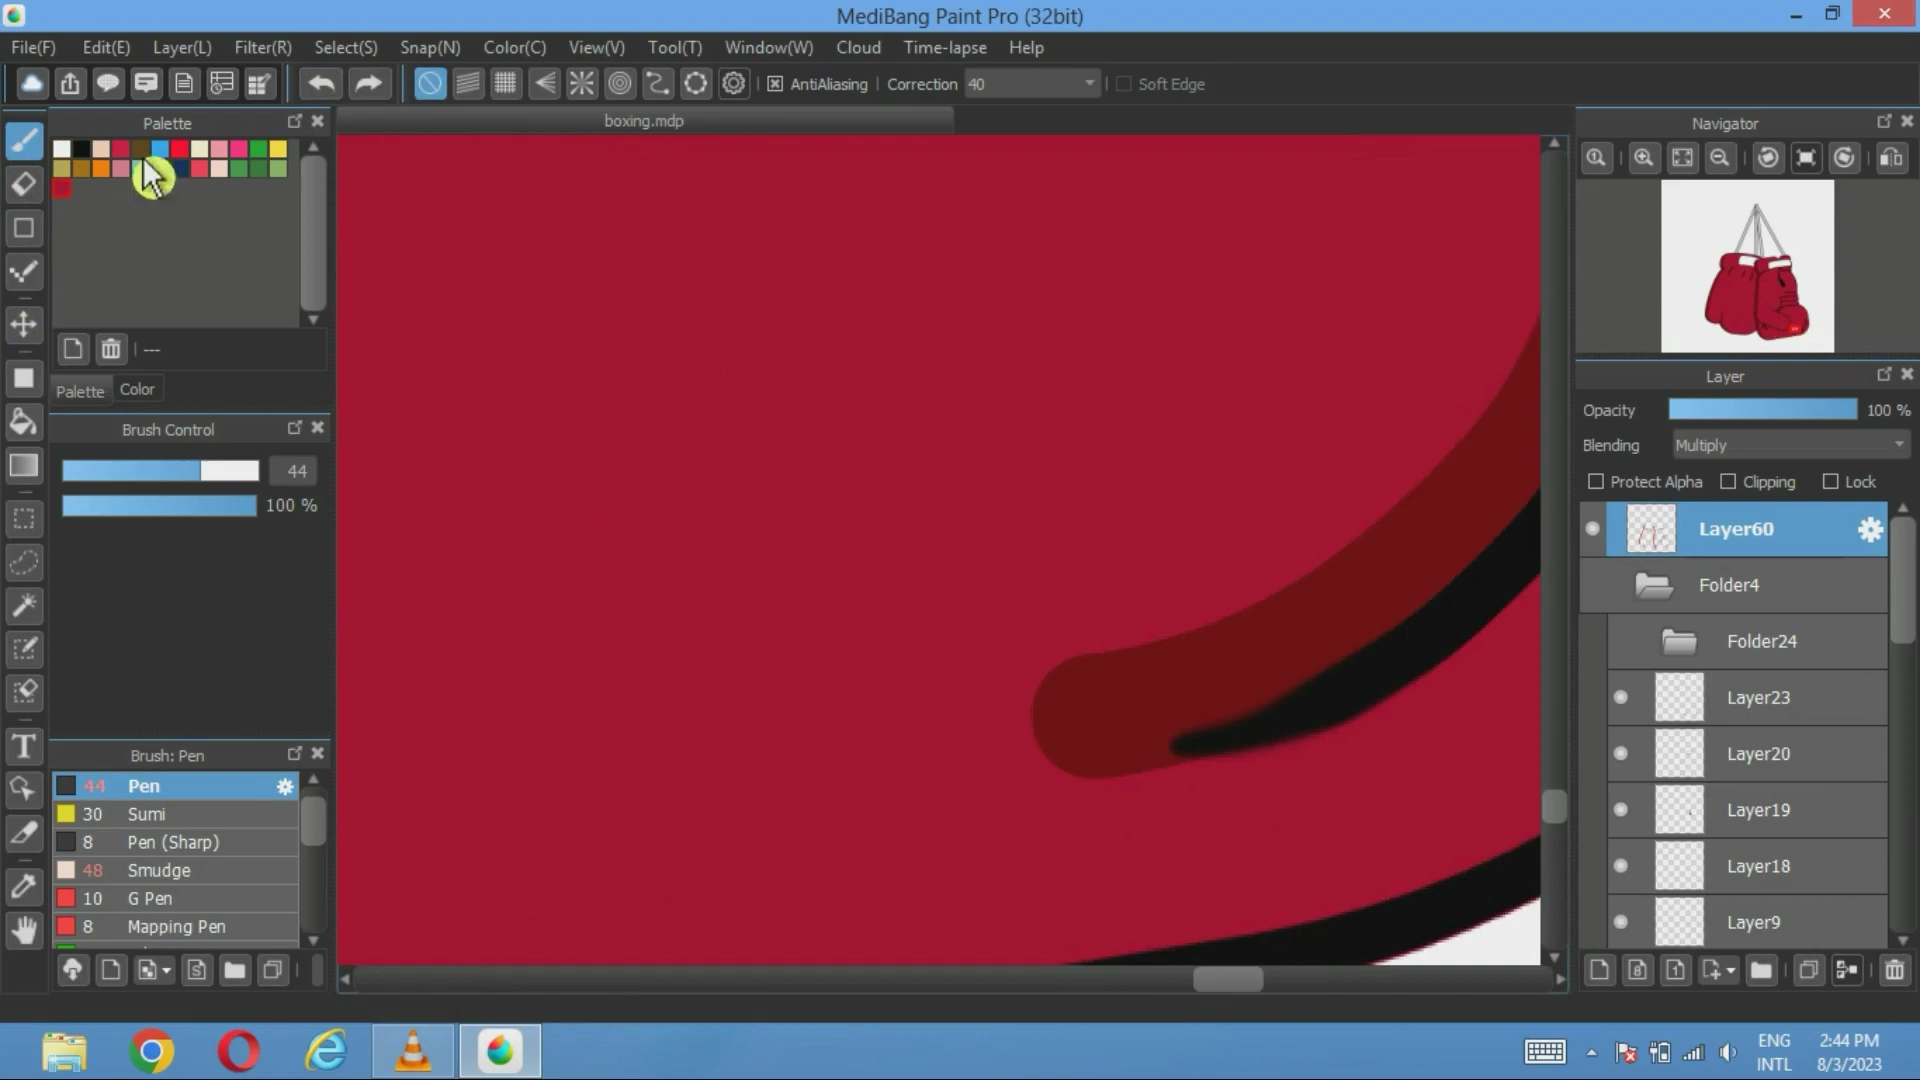 MediBang Paint Pro (32bit)
File(F) Edit(E) Layer(L) Filter(R) Select(S) Snap(N) Color(C) View(V) Tool(T) Window(W) Cloud Time-lapse Help
AntiAliasing Correction 40 Soft Edge
Palette
boxing.mdp
Navigator
---
Palette Color
Brush Control
44
100 %
Brush: Pen
44 Pen
30 Sumi
8 Pen (Sharp)
48 Smudge
10 G Pen
8 Mapping Pen
Layer
Opacity 100 %
Blending Multiply
Protect Alpha Clipping Lock
Layer60
Folder4
Folder24
Layer23
Layer20
Layer19
Layer18
Layer9
ENG 2:44 PM
INTL 8/3/2023